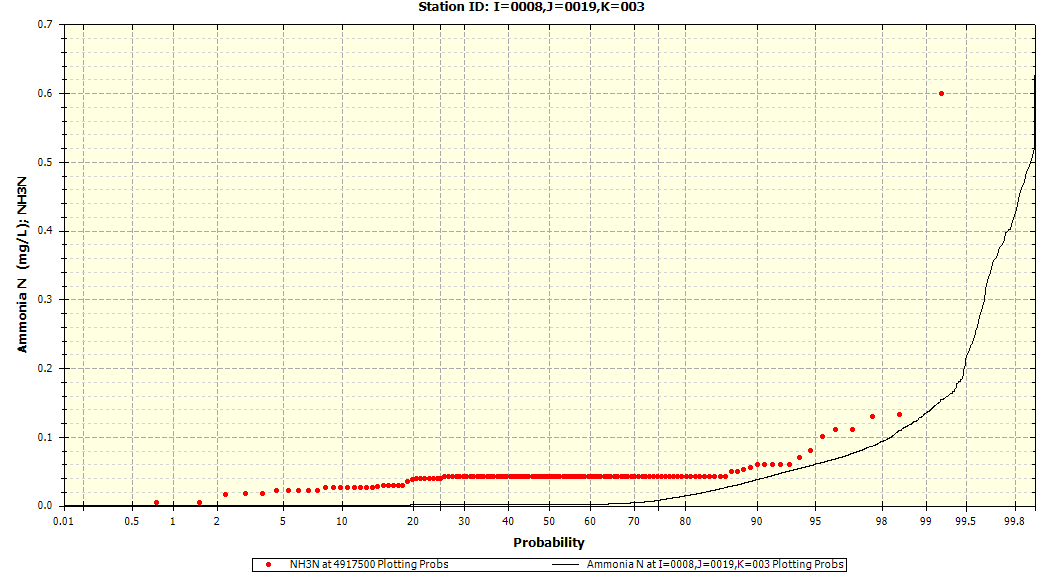 Station ID: I=0008,J=0019,K=003
0.7
0.6
0.5
0.4
0.3
0.2
0.1
0.0
Ammonia N (mg/L); NH3N
0.01 0.5 1 2 5 10 20 30 40 50 60 70 80 90 95 98 99 99.5 99.8
Probability
NH3N at 4917500 Plotting Probs Ammonia N at I=0008,J=0019,K=003 Plotting Probs